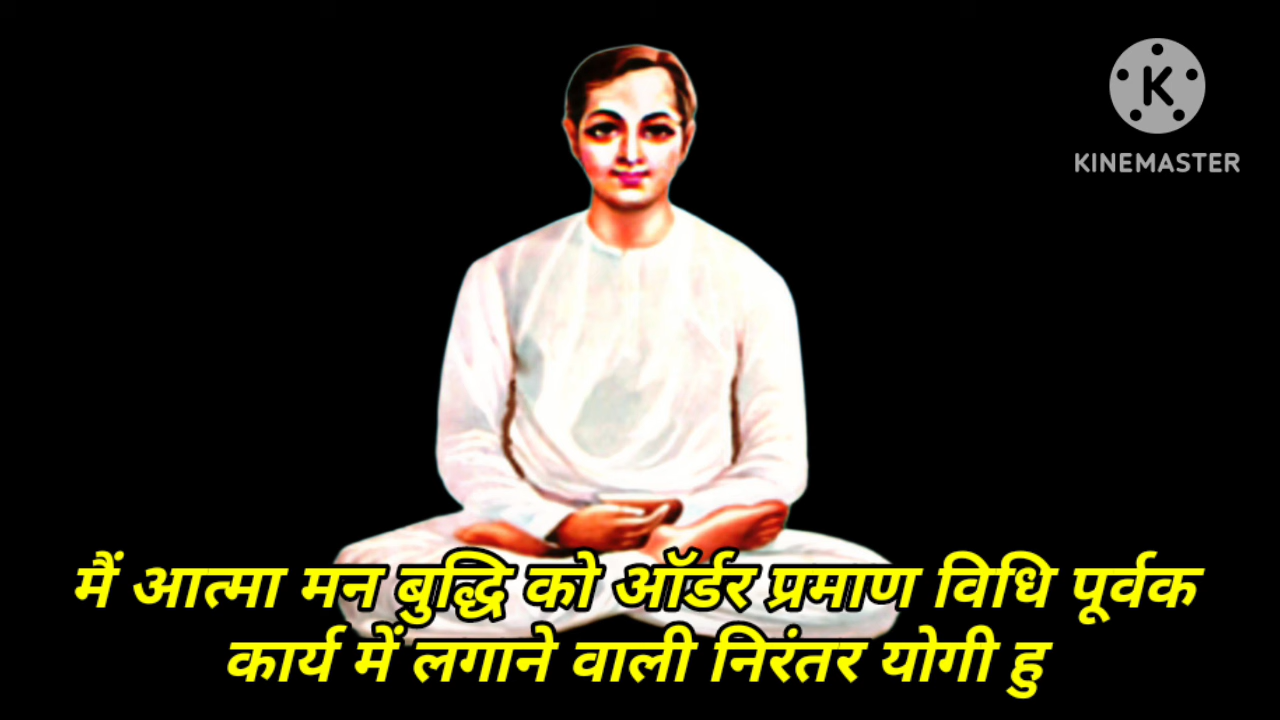 KINEMASTER
मैं आत्मा मन बुद्धि को ऑर्डर प्रमाण विधि पूर्वक
कार्य में लगाने वाली निरंतर योगी हु